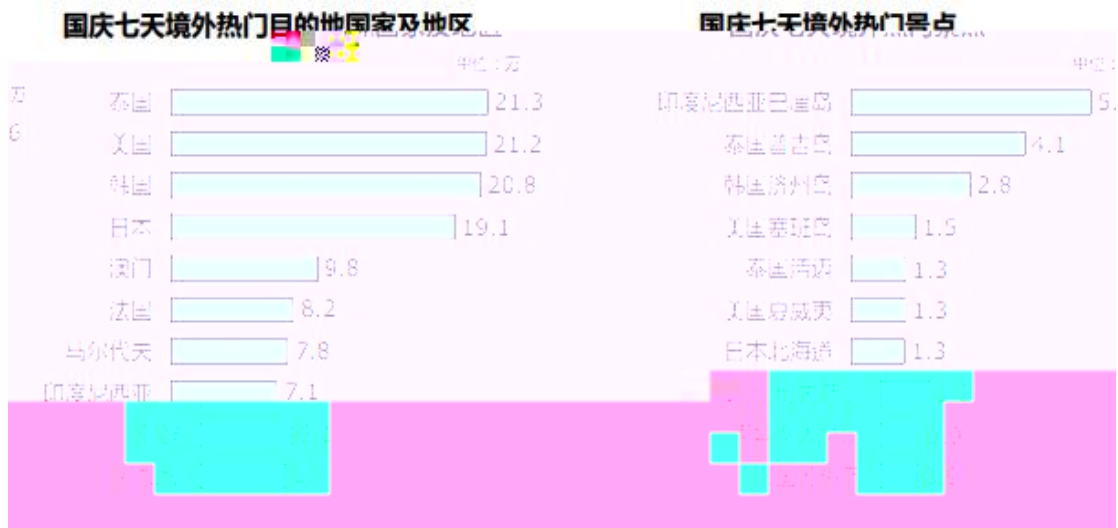 国庆七天境外热门目的地国家及地区
单位：万
泰国 21.3
美国 21.2
韩国 20.8
日本 19.1
澳门 9.8
法国 8.2
马尔代夫 7.8
印度尼西亚 7.1
国庆七天境外热门景点
单位：
印度尼西亚巴厘岛 5.
泰国普吉岛 4.1
韩国济州岛 2.8
美国塞班岛 1.5
泰国清迈 1.3
美国夏威夷 1.3
日本北海道 1.3